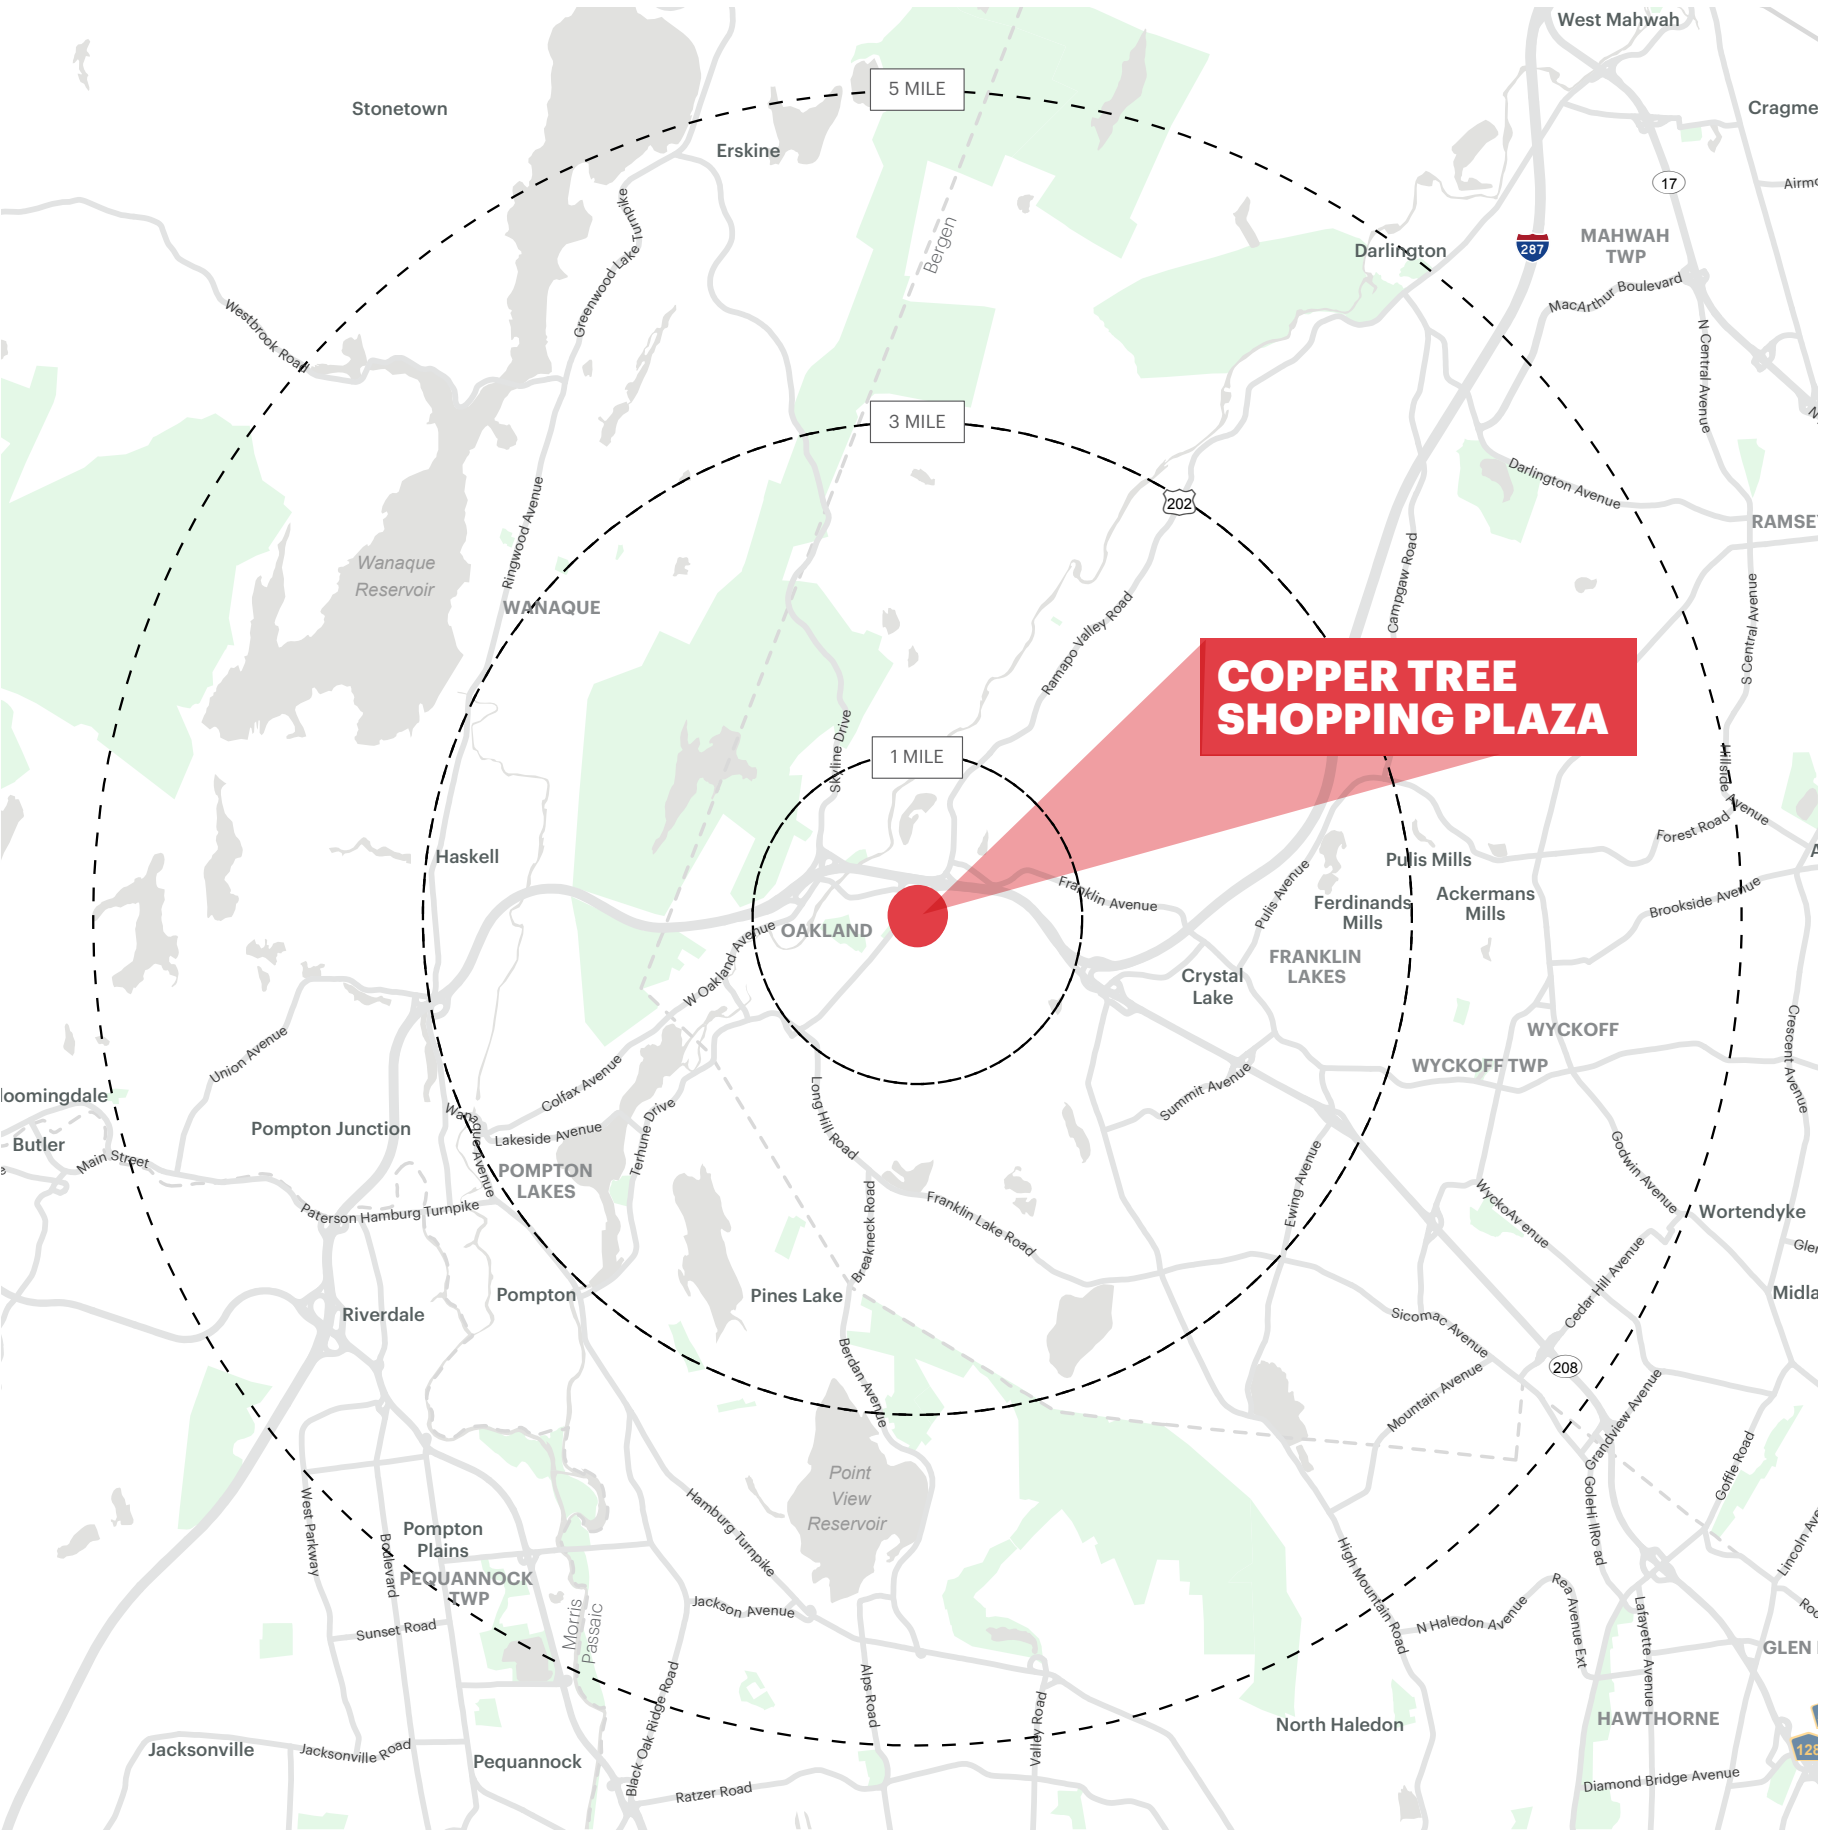 West Mahwah
Stonetown
5 MILE
Cragme
Erskine
17
Airmo
Greenwood Lake Turnpike
Bergen
Darlington
287
MAHWAH
TWP
MacArthur Boulevard
Westbrook Road
N Central Avenue
3 MILE
Darlington Avenue
202
RAMSE
Ringwood Avenue
Wanaque
Reservoir
WANAQUE
Campgaw Road
S Central Avenue
Ramapo Valley Road
COPPER TREE
SHOPPING PLAZA
Skyline Drive
1 MILE
Hillside Avenue
Forest Road
Haskell
Pulis Mills
Franklin Avenue
Pulis Avenue
Ferdinands
Mills
Ackermans
Mills
Brookside Avenue
OAKLAND
W Oakland Avenue
FRANKLIN
LAKES
Crystal
Lake
WYCKOFF
Crescent Avenue
Union Avenue
WYCKOFF TWP
Colfax Avenue
Summit Avenue
loomingdale
Wanaque Avenue
Lakeside Avenue
Terhune Drive
Long Hill Road
Pompton Junction
Butler
Main Street
POMPTON
LAKES
Ewing Avenue
Godwin Avenue
WyckoAv enue
Paterson Hamburg Turnpike
Breakneck Road
Franklin Lake Road
Wortendyke
Gler
Cedar Hill Avenue
Pompton
Pines Lake
Midla
Riverdale
Sicomac Avenue
Berdan Avenue
208
Mountain Avenue
Grandview Avenue
Goffle Road
Point
View
Reservoir
West Parkway
Boulevard
Pompton
Plains
Hamburg Turnpike
GoleHi llRo ad
Lincoln Ave
High Mountain Road
PEQUANNOCK
TWP
Jackson Avenue
Rea Avenue Ext
N Haledon Avenue
Lafayette Avenue
Roc
Sunset Road
Morris
Passaic
GLEN
Black Oak Ridge Road
Alps Road
Valley Road
North Haledon
HAWTHORNE
Jacksonville
Jacksonville Road
Pequannock
128
Ratzer Road
Diamond Bridge Avenue